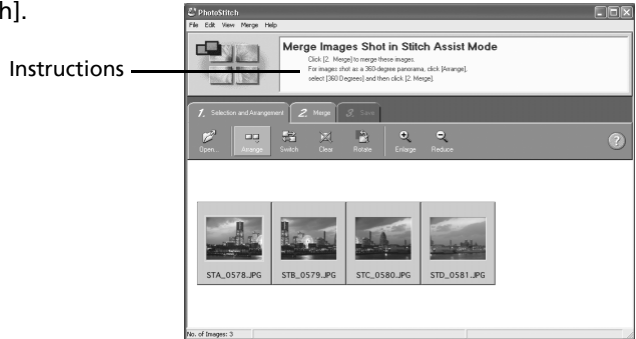 h].
Instructions
PhotoStitch
File Edit View Merge Help
Merge Images Shot in Stitch Assist Mode
Click [2. Merge] to merge these images.
For images shot as a 360-degree panorama, click [Arrange],
select [360 Degrees] and then click [2. Merge].
1. Selection and Arrangement 2. Merge 3. Save
Open... Arrange Switch Clear Rotate Enlarge Reduce ?
STA_0578.JPG STB_0579.JPG STC_0580.JPG STD_0581.JPG
No. of Images: 3